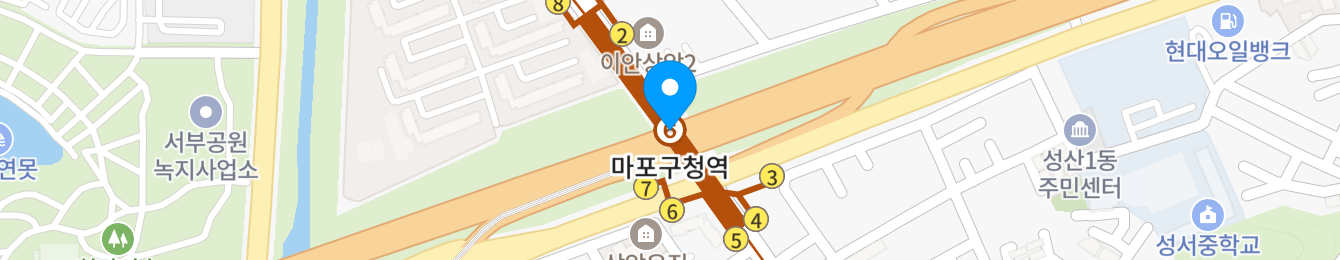 8
2
이안상암2
현대오일뱅크
서부공원
녹지사업소
연못
마포구청역
성산1동
주민센터
3
7
6
4
5
성서중학교